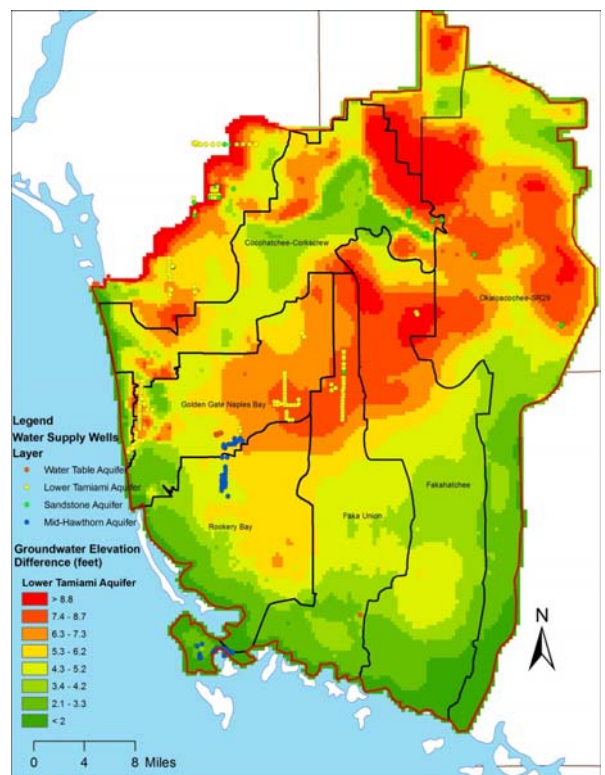 Cocohatchee-Corkscrew
Okaloacoochee-SR29
Golden Gate Naples Bay
Fakahatchee
Faka Union
Rookery Bay
Legend
Water Supply Wells
Layer
Water Table Aquifer
Lower Tamiami Aquifer
Sandstone Aquifer
Mid-Hawthorn Aquifer
Groundwater Elevation
Difference (feet)
Lower Tamiami Aquifer
> 8.8
7.4 - 8.7
6.3 - 7.3
5.3 - 6.2
4.3 - 5.2
3.4 - 4.2
2.1 - 3.3
< 2
N
0 4 8 Miles